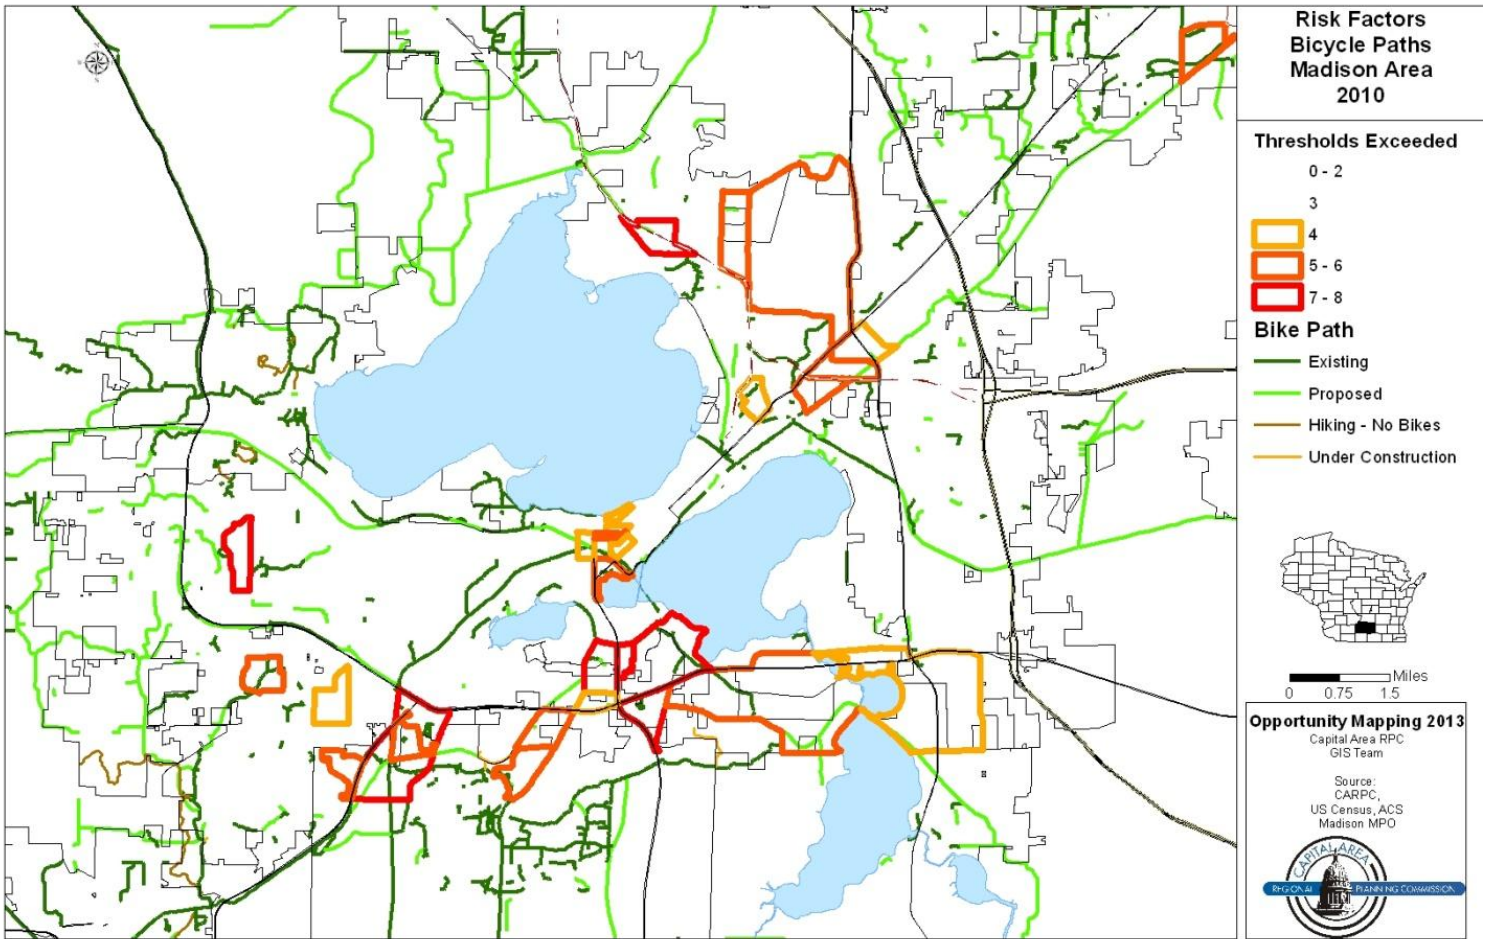 Risk Factors
Bicycle Paths
Madison Area
2010
Thresholds Exceeded
0 - 2
3
4
5 - 6
7 - 8
Bike Path
Existing
Proposed
Hiking - No Bikes
Under Construction
Miles
0 0.75 1.5
Opportunity Mapping 2013
Capital Area RPC
GIS Team
Source:
CARPC,
US Census, ACS
Madison MPO
CAPITAL AREA
REGIONAL PLANNING COMMISSION